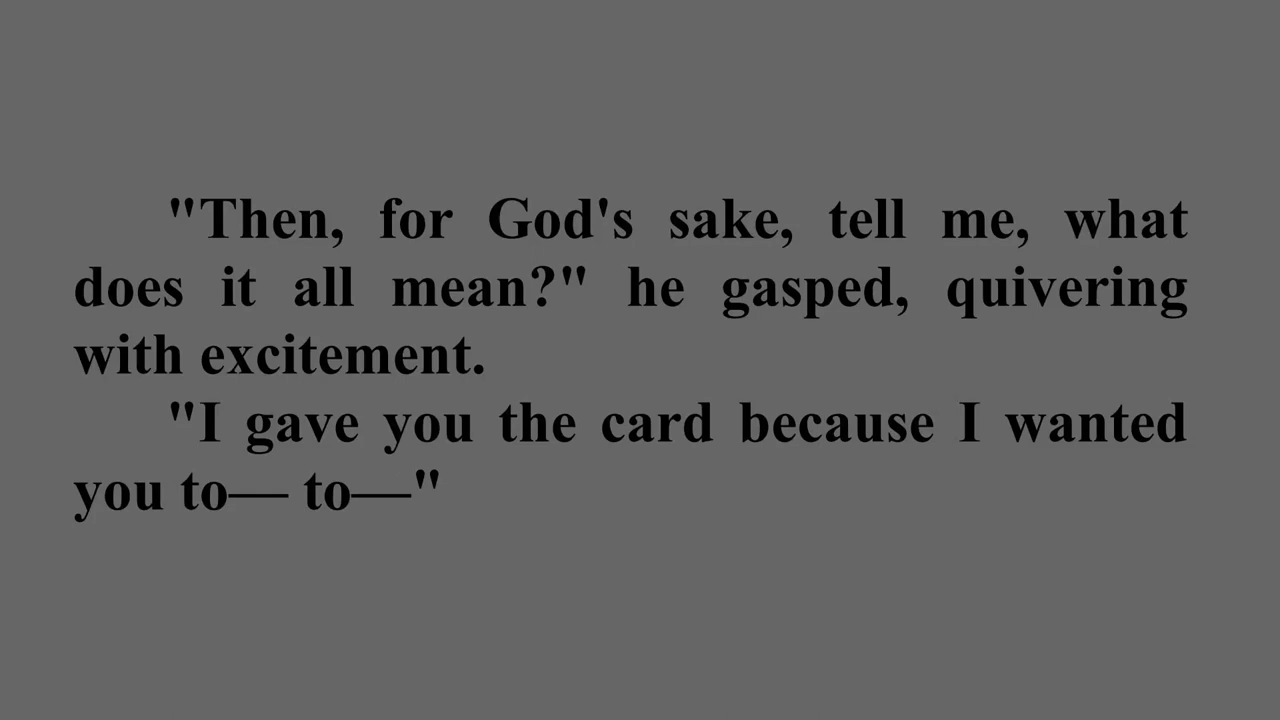 "Then, for God's sake, tell me, what
does it all mean?" he gasped, quivering
with excitement.
"I gave you the card because I wanted
you to— to—"